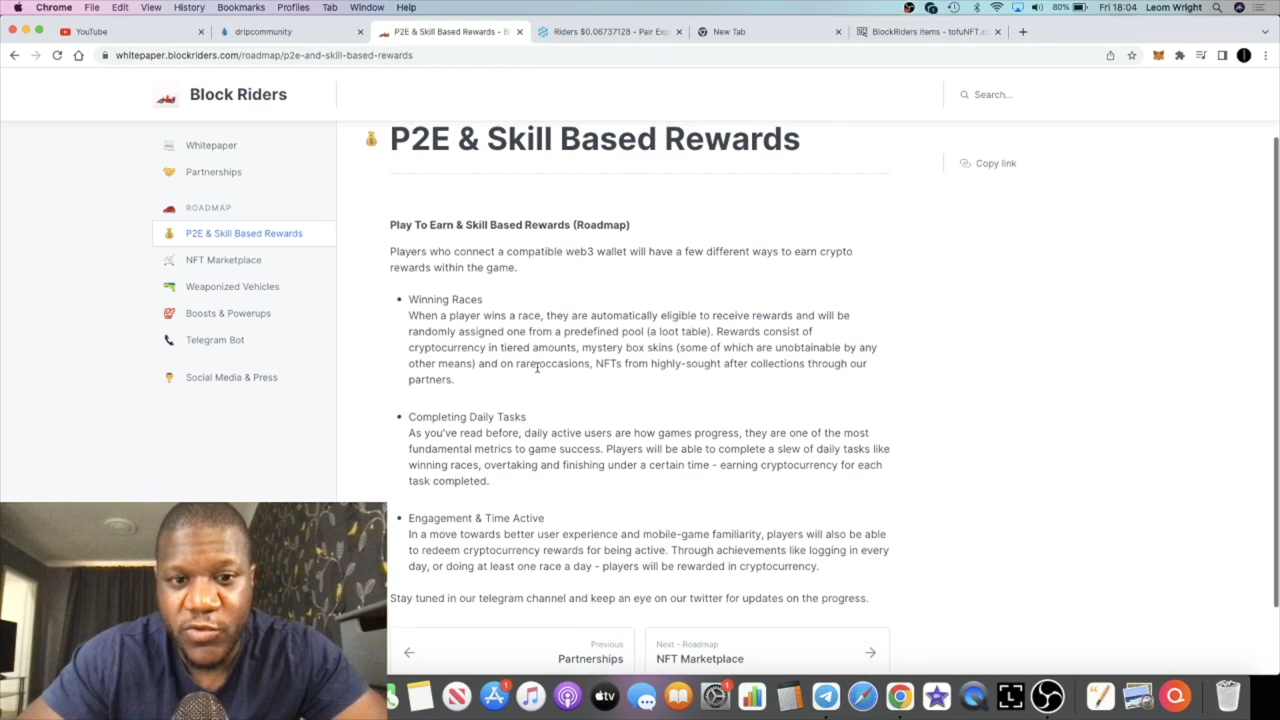 Chrome File Edit View History Bookmarks Profiles Tab Window Help 80% Fri 18:04 Leom Wright
YouTube dripcommunity P2E & Skill Based Rewards - B Riders $0.06737128 - Pair Exp New Tab BlockRiders items - tofuNFT.c
whitepaper.blockriders.com/roadmap/p2e-and-skill-based-rewards
Block Riders
Search...
Whitepaper
Partnerships
ROADMAP
P2E & Skill Based Rewards
NFT Marketplace
Weaponized Vehicles
Boosts & Powerups
Telegram Bot
Social Media & Press
P2E & Skill Based Rewards
Copy link
Play To Earn & Skill Based Rewards (Roadmap)
Players who connect a compatible web3 wallet will have a few different ways to earn crypto
rewards within the game.
• Winning Races
When a player wins a race, they are automatically eligible to receive rewards and will be
randomly assigned one from a predefined pool (a loot table). Rewards consist of
cryptocurrency in tiered amounts, mystery box skins (some of which are unobtainable by any
other means) and on rare occasions, NFTs from highly-sought after collections through our
partners.
• Completing Daily Tasks
As you've read before, daily active users are how games progress, they are one of the most
fundamental metrics to game success. Players will be able to complete a slew of daily tasks like
winning races, overtaking and finishing under a certain time - earning cryptocurrency for each
task completed.
• Engagement & Time Active
In a move towards better user experience and mobile-game familiarity, players will also be able
to redeem cryptocurrency rewards for being active. Through achievements like logging in every
day, or doing at least one race a day - players will be rewarded in cryptocurrency.
Stay tuned in our telegram channel and keep an eye on our twitter for updates on the progress.
Previous
Partnerships
Next - Roadmap
NFT Marketplace
1
tv
1
L